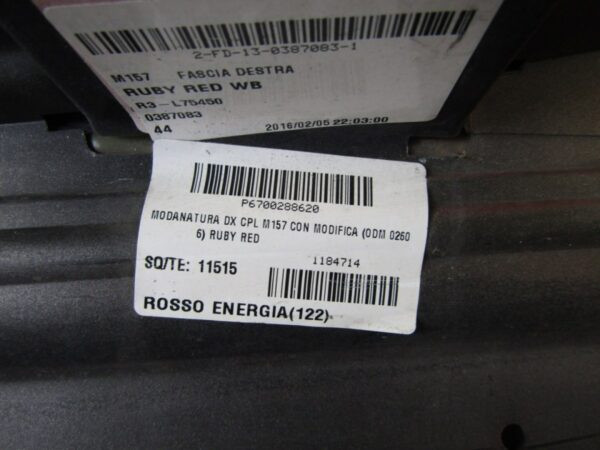 2-FD-13-0387083-1
M157 FASCIA DESTRA
RUBY RED WB
R3-L75450
0387083
44 2016/02/05 22:03:00
P6700288620
MODANATURA DX CPL M157 CON MODIFICA (ODM 0260
6) RUBY RED
SQ/TE: 11515 1184714
ROSSO ENERGIA(122)